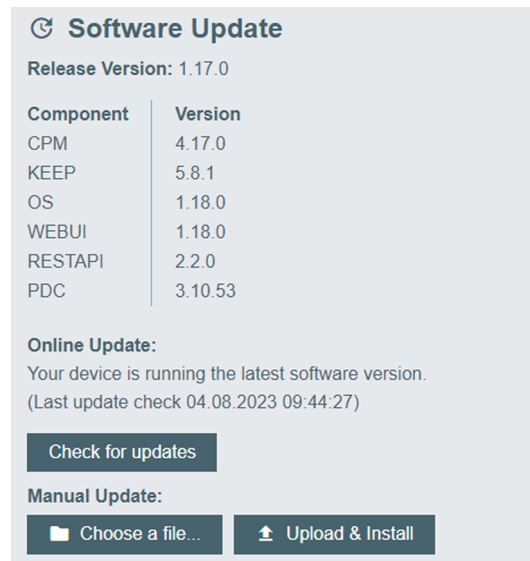 Software Update
Release Version: 1.17.0
Component Version
CPM 4.17.0
KEEP 5.8.1
OS 1.18.0
WEBUI 1.18.0
RESTAPI 2.2.0
PDC 3.10.53
Online Update:
Your device is running the latest software version.
(Last update check 04.08.2023 09:44:27)
Check for updates
Manual Update:
Choose a file... Upload & Install